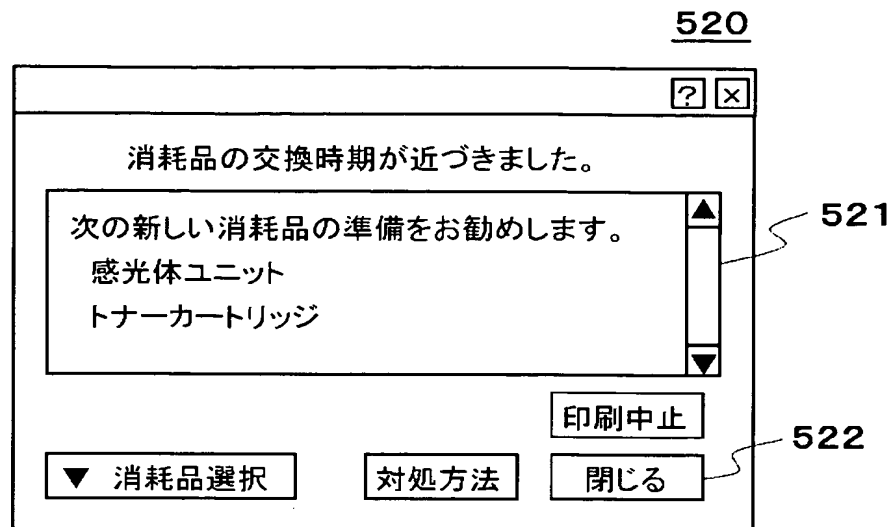 520
? ×
消耗品の交換時期が近づきました。
次の新しい消耗品の準備をお勧めします。
感光体ユニット
トナーカートリッジ
▲
521
▼
印刷中止
522
▼ 消耗品選択
対処方法
閉じる